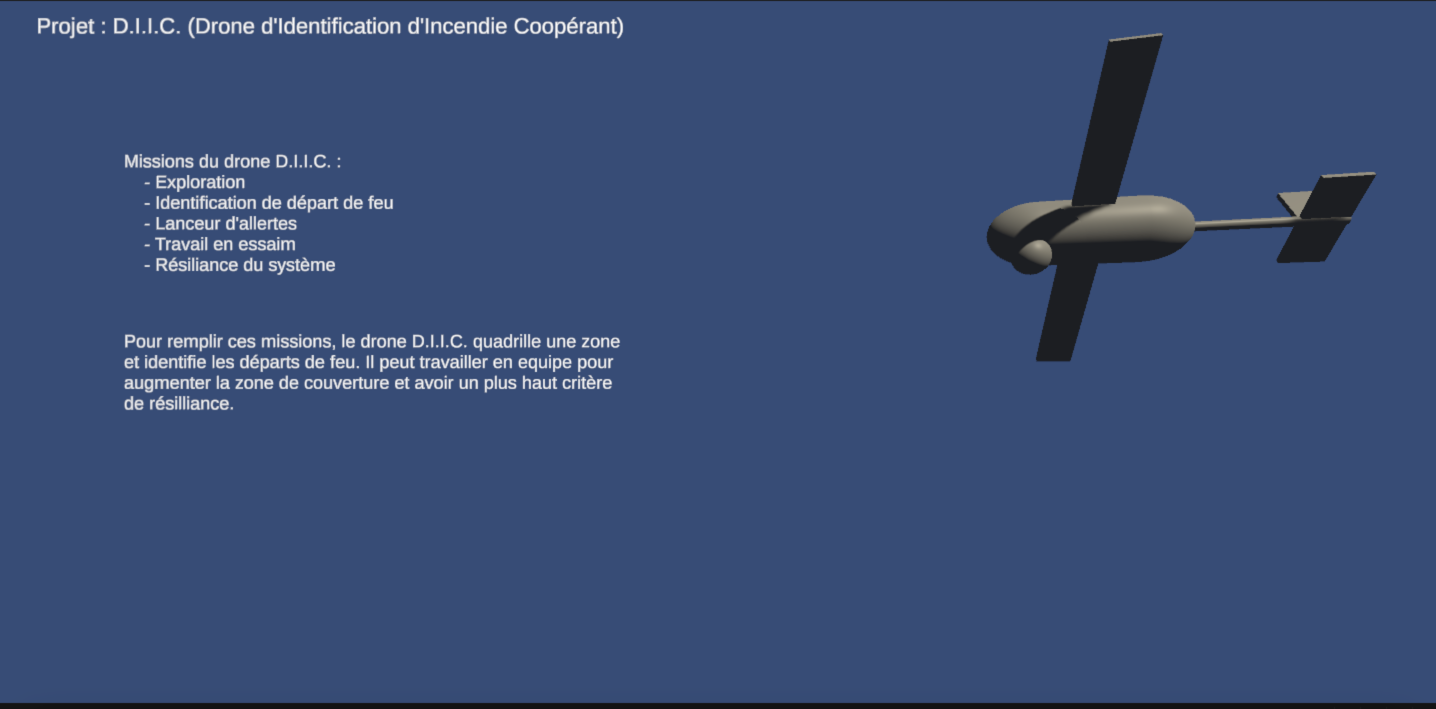 Projet : D.I.I.C. (Drone d'Identification d'Incendie Coopérant)
Missions du drone D.I.I.C. :
- Exploration
- Identification de départ de feu
- Lanceur d'allertes
- Travail en essaim
- Résiliance du système
Pour remplir ces missions, le drone D.I.I.C. quadrille une zone
et identifie les départs de feu. Il peut travailler en equipe pour
augmenter la zone de couverture et avoir un plus haut critère
de résilliance.